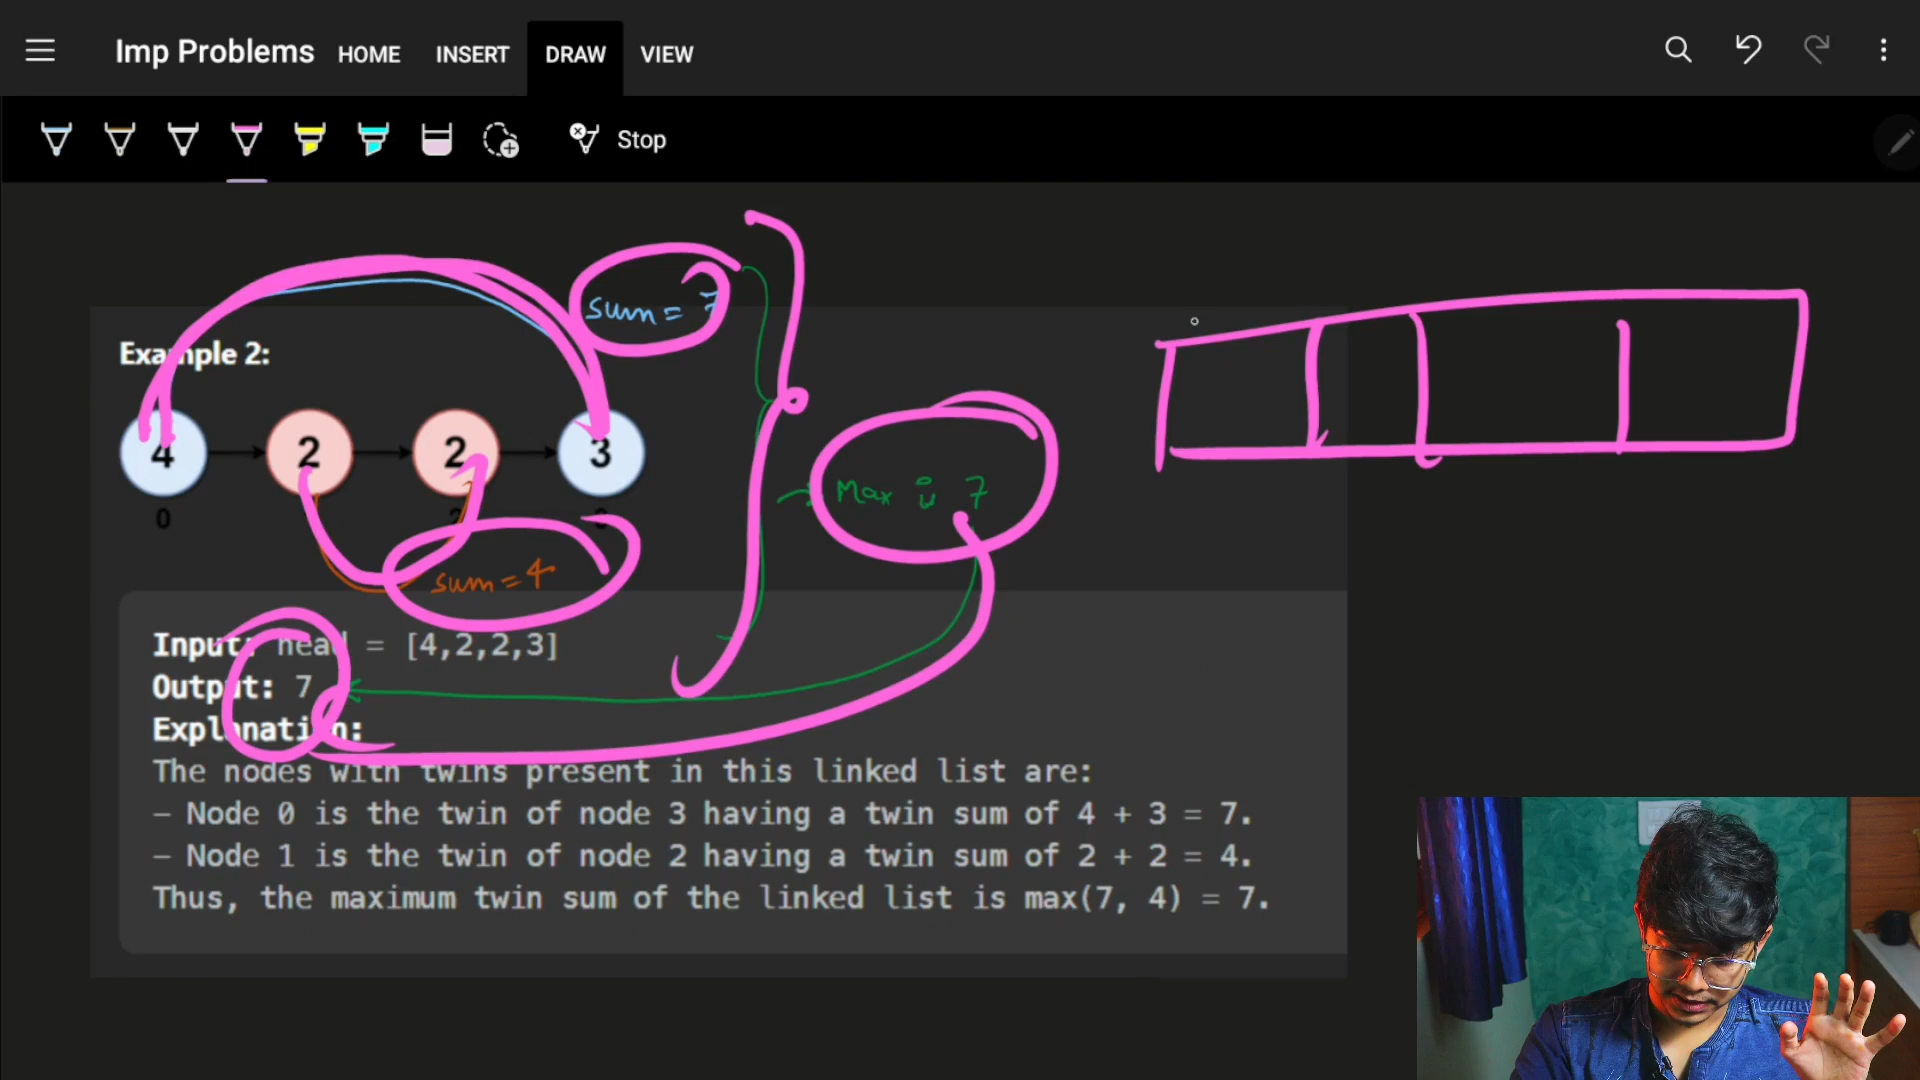 Imp Problems HOME INSERT DRAW VIEW
Stop
sum = 7
Example 2:
4 2 2 3
Max is 7
0
sum = 4
Input: head = [4,2,2,3]
Output: 7
Explanation:
The nodes with twins present in this linked list are:
– Node 0 is the twin of node 3 having a twin sum of 4 + 3 = 7.
– Node 1 is the twin of node 2 having a twin sum of 2 + 2 = 4.
Thus, the maximum twin sum of the linked list is max(7, 4) = 7.